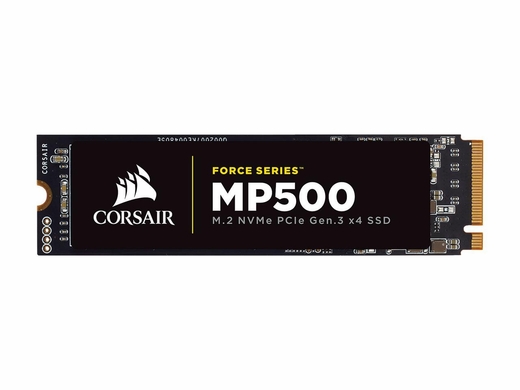 CORSAIR
FORCE SERIES™
MP500
M.2 NVMe PCIe Gen.3 x4 SSD
CORSAIR